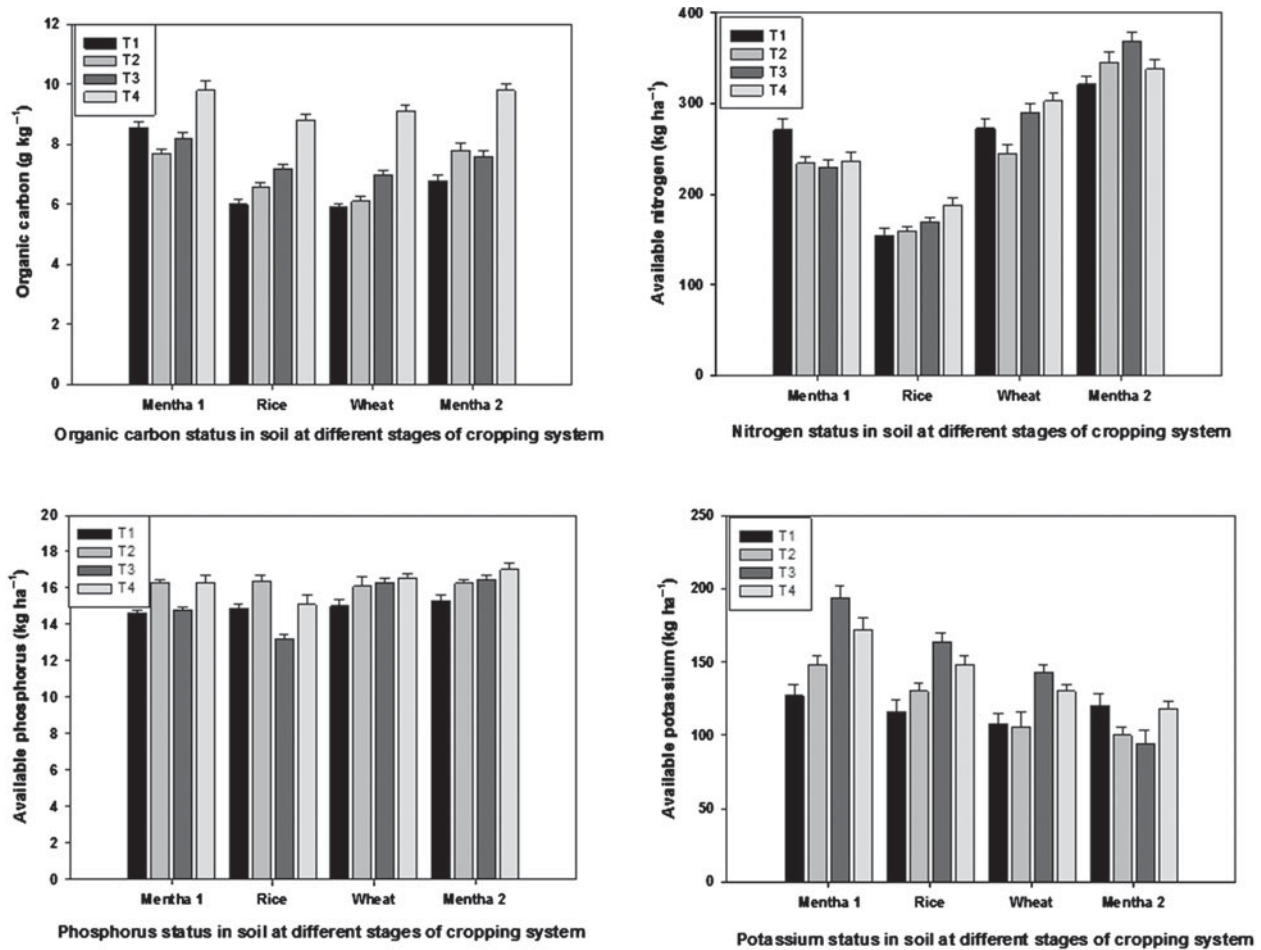 12
10
8
6
4
2
0
Organic carbon (g kg⁻¹)
T1
T2
T3
T4
Mentha 1 Rice Wheat Mentha 2
Organic carbon status in soil at different stages of cropping system
400
300
200
100
0
Available nitrogen (kg ha⁻¹)
T1
T2
T3
T4
Mentha 1 Rice Wheat Mentha 2
Nitrogen status in soil at different stages of cropping system
20
18
16
14
12
10
8
6
4
2
0
Available phosphorus (kg ha⁻¹)
T1
T2
T3
T4
Mentha 1 Rice Wheat Mentha 2
Phosphorus status in soil at different stages of cropping system
250
200
150
100
50
0
Available potassium (kg ha⁻¹)
T1
T2
T3
T4
Mentha 1 Rice Wheat Mentha 2
Potassium status in soil at different stages of cropping system